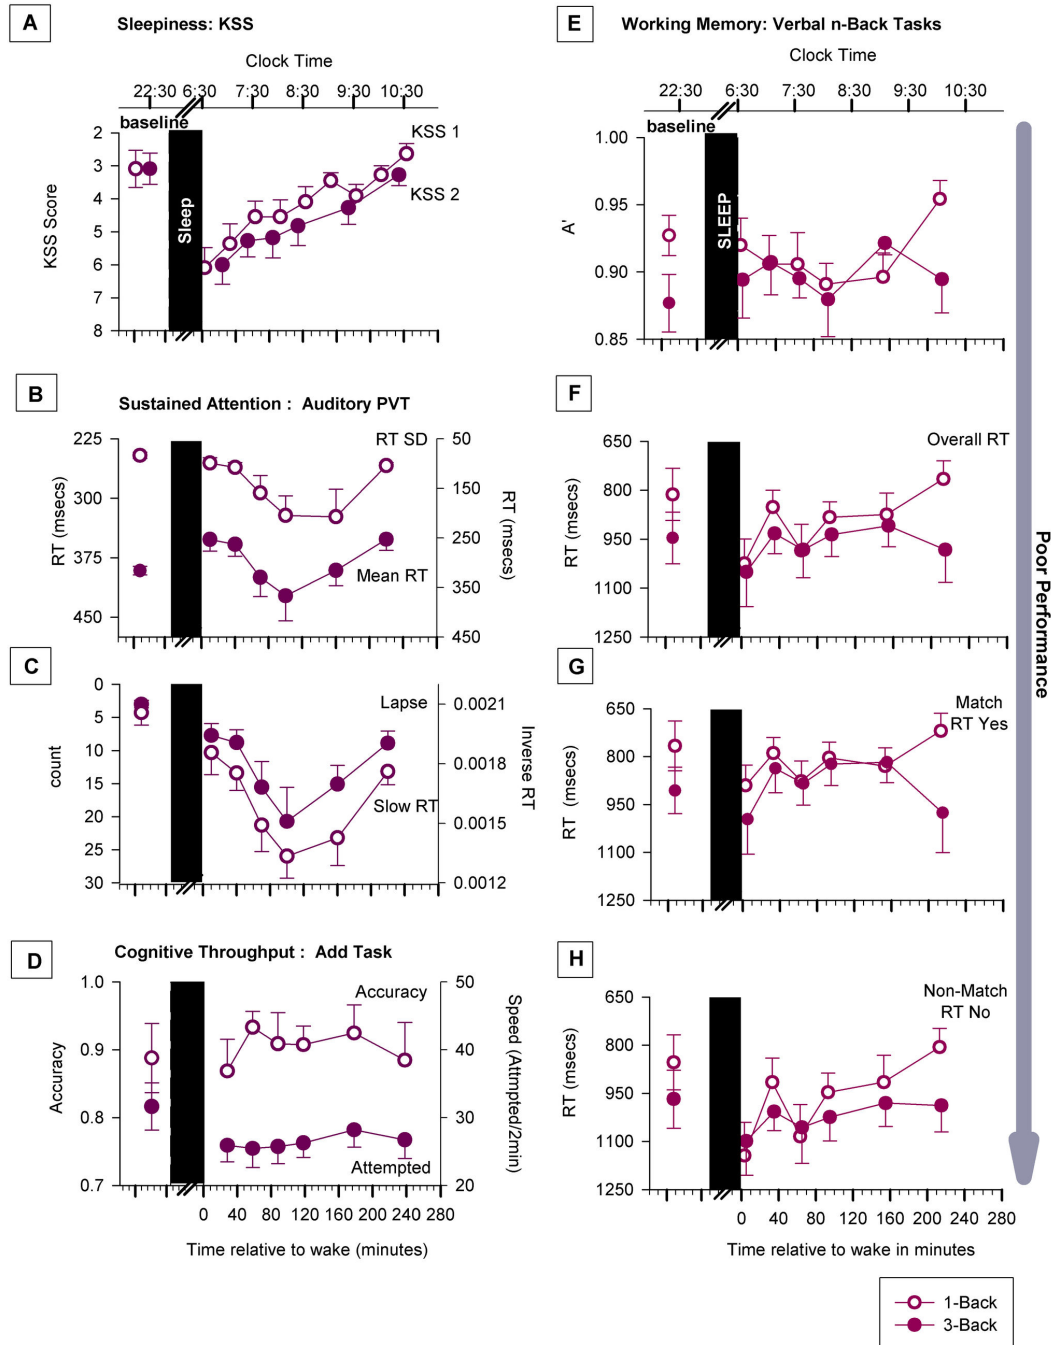 A
Sleepiness: KSS
Clock Time
22:30 6:30 7:30 8:30 9:30 10:30
baseline
KSS Score
2
3
4
5
6
7
8
Sleep
KSS 1
KSS 2
B
Sustained Attention : Auditory PVT
RT (msecs)
225
300
375
450
RT SD
Mean RT
50
150
250
350
450
RT (msecs)
C
count
0
5
10
15
20
25
30
Lapse
Slow RT
0.0021
0.0018
0.0015
0.0012
Inverse RT
D
Cognitive Throughput : Add Task
Accuracy
1.0
0.9
0.8
0.7
Accuracy
Attempted
50
40
30
20
Speed (Attmpted/2min)
0 40 80 120 160 200 240 280
Time relative to wake (minutes)
E
Working Memory: Verbal n-Back Tasks
Clock Time
22:30 6:30 7:30 8:30 9:30 10:30
baseline
A'
1.00
0.95
0.90
0.85
SLEEP
F
RT (msecs)
650
800
950
1100
1250
Overall RT
G
RT (msecs)
650
800
950
1100
1250
Match
RT Yes
H
RT (msecs)
650
800
950
1100
1250
Non-Match
RT No
0 40 80 120 160 200 240 280
Time relative to wake in minutes
Poor Performance
1-Back
3-Back